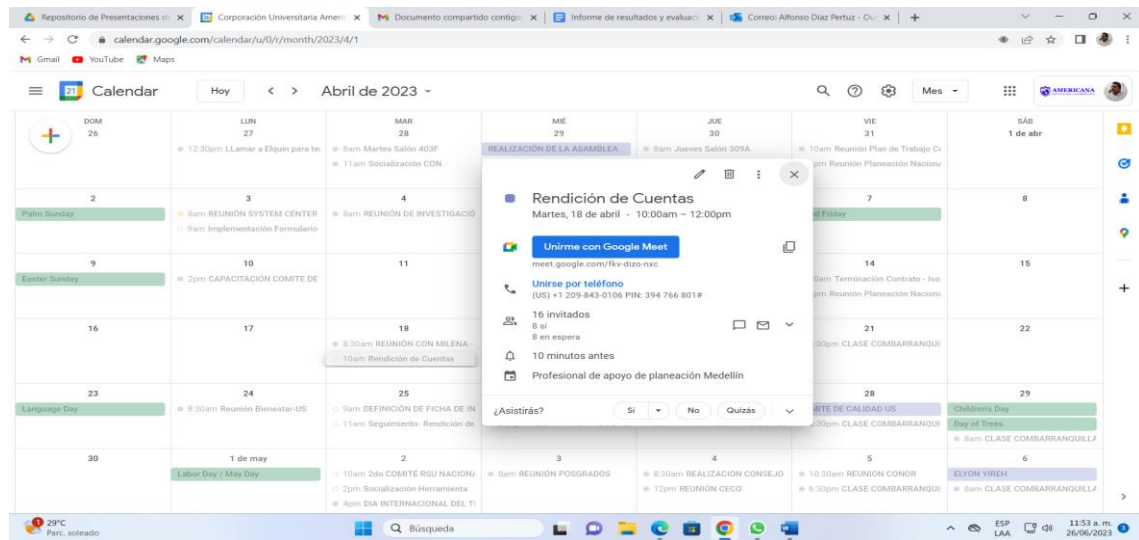 Repositorio de Presentaciones di
Corporación Universitaria Americ
Documento compartido contigo:
Informe de resultados y evaluaci
Correo: Alfonso Diaz Pertuz - Ou
calendar.google.com/calendar/u/0/r/month/2023/4/1
Gmail YouTube Maps
21 Calendar Hoy Abril de 2023 Mes AMERICANA
DOM LUN MAR MIÉ JUE VIE SÁB
26 27 28 29 30 31 1 de abr
12:30pm LLamar a Elquin para te
8am Martes Salón 403F
REALIZACIÓN DE LA ASAMBLEA
8am Jueves Salón 309A
10am Reunión Plan de Trabajo C
11am Socialización CON
pm Reunión Planeación Naciona
2 3 4 7 8
Palm Sunday
8am REUNIÓN SYSTEM CENTER
8am REUNIÓN DE INVESTIGACIÓ
d Friday
9am Implementación Formulario
9 10 11 14 15
Easter Sunday
2pm CAPACITACIÓN COMITE DE
0am Terminación Contrato - Iso
pm Reunión Planeación Naciona
16 17 18 21 22
8:30am REUNIÓN CON MILENA -
:30pm CLASE COMBARRANQUI
10am Rendición de Cuentas
23 24 25 28 29
Language Day
8:30am Reunión Bienestar-US
9am DEFINICIÓN DE FICHA DE IN
MITÉ DE CALIDAD US
Children's Day
11am Seguimiento- Rendición de
:30pm CLASE COMBARRANQUI
Day of Trees
8am CLASE COMBARRANQUILLA
30 1 de may 2 3 4 5 6
Labor Day / May Day
10am 2do COMITÉ RSU NACIONA
8am REUNIÓN POSGRADOS
8:30am REALIZACIÓN CONSEJO
10:30am REUNIÓN CONOR
ELYON YIREH
2pm Socialización Herramienta
12pm REUNIÓN CECO
6:30pm CLASE COMBARRANQUI
8am CLASE COMBARRANQUILLA
4pm DIA INTERNACIONAL DEL T
Rendición de Cuentas
Martes, 18 de abril · 10:00am – 12:00pm
Unirme con Google Meet
meet.google.com/fkv-dizo-nxc
Unirse por teléfono
(US) +1 209-843-0106 PIN: 394 766 801#
16 invitados
8 sí
8 en espera
10 minutos antes
Profesional de apoyo de planeación Medellín
¿Asistirás? Sí No Quizás
29°C
Parc. soleado
Búsqueda
ESP
LAA
11:53 a. m.
26/06/2023